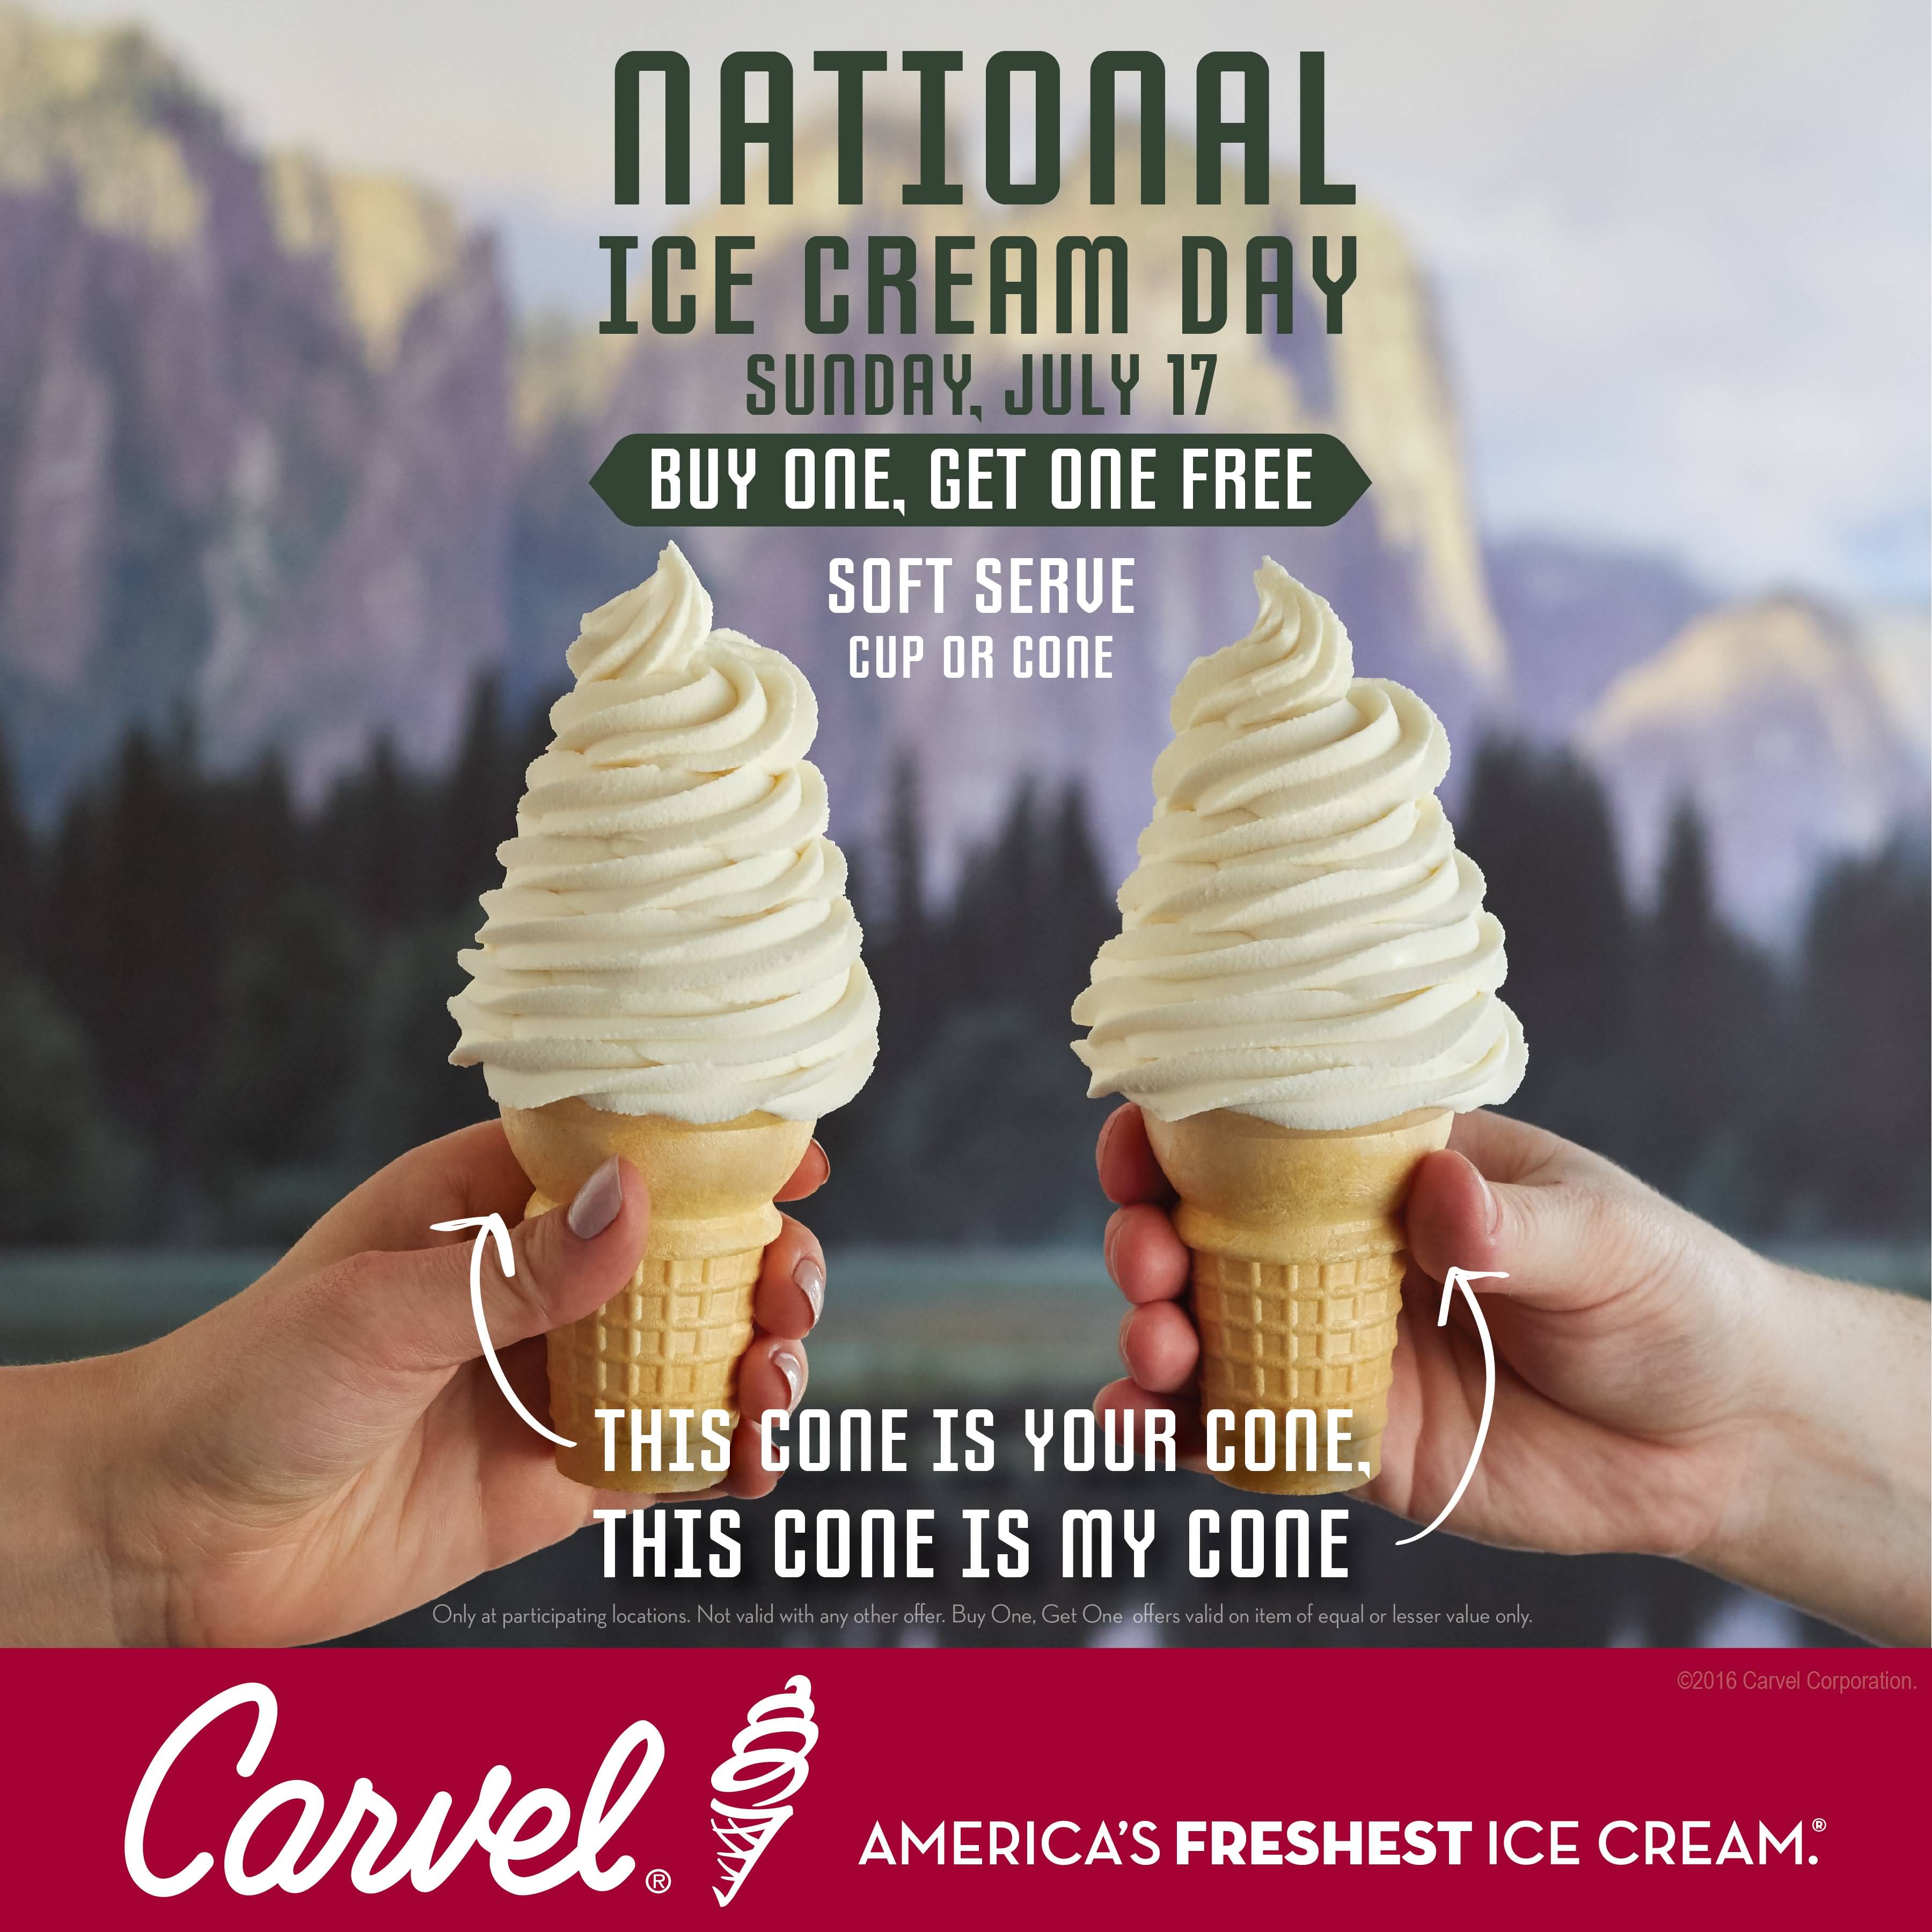 NATIONAL
ICE CREAM DAY
SUNDAY, JULY 17
BUY ONE, GET ONE FREE
SOFT SERVE
CUP OR CONE
THIS CONE IS YOUR CONE,
THIS CONE IS MY CONE
Only at participating locations. Not valid with any other offer. Buy One, Get One offers valid on item of equal or lesser value only.
©2016 Carvel Corporation.
Carvel®
AMERICA'S FRESHEST ICE CREAM.®